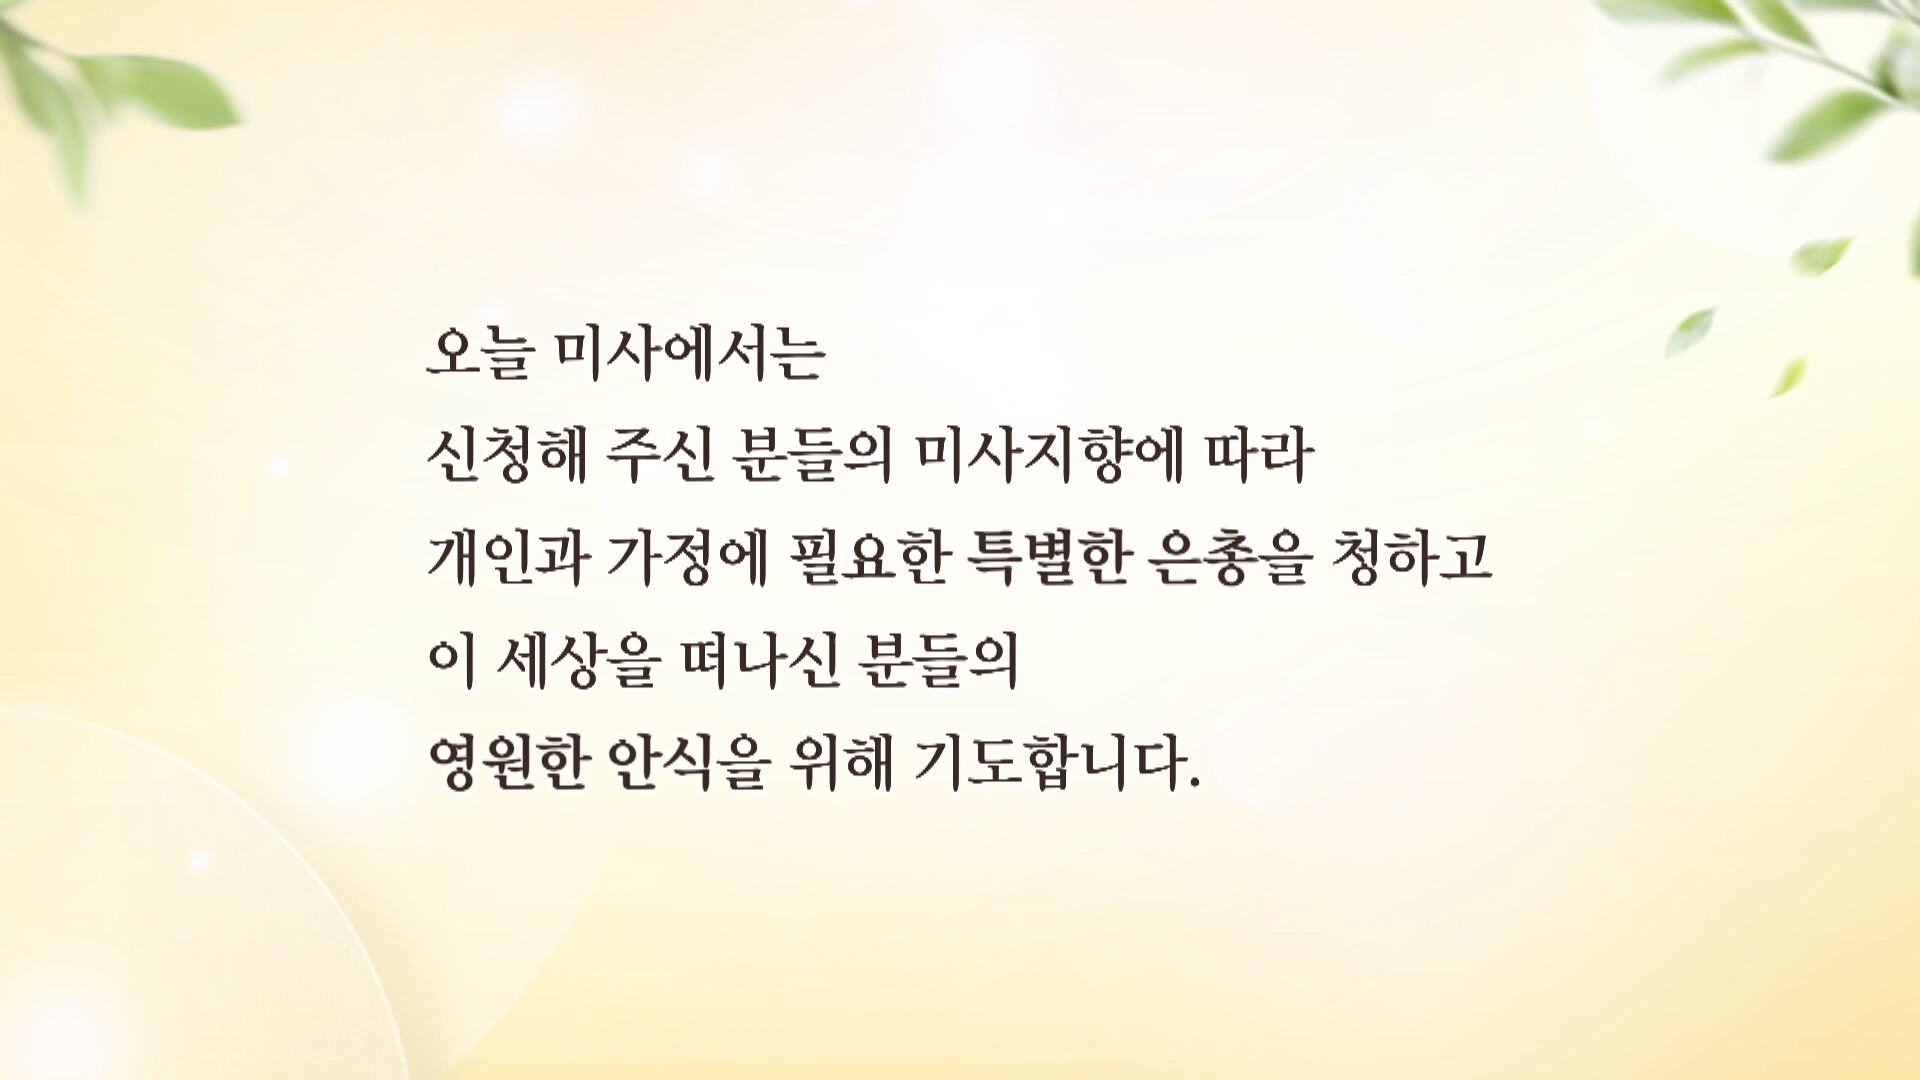 오늘 미사에서는
신청해 주신 분들의 미사지향에 따라
개인과 가정에 필요한 특별한 은총을 청하고
이 세상을 떠나신 분들의
영원한 안식을 위해 기도합니다.